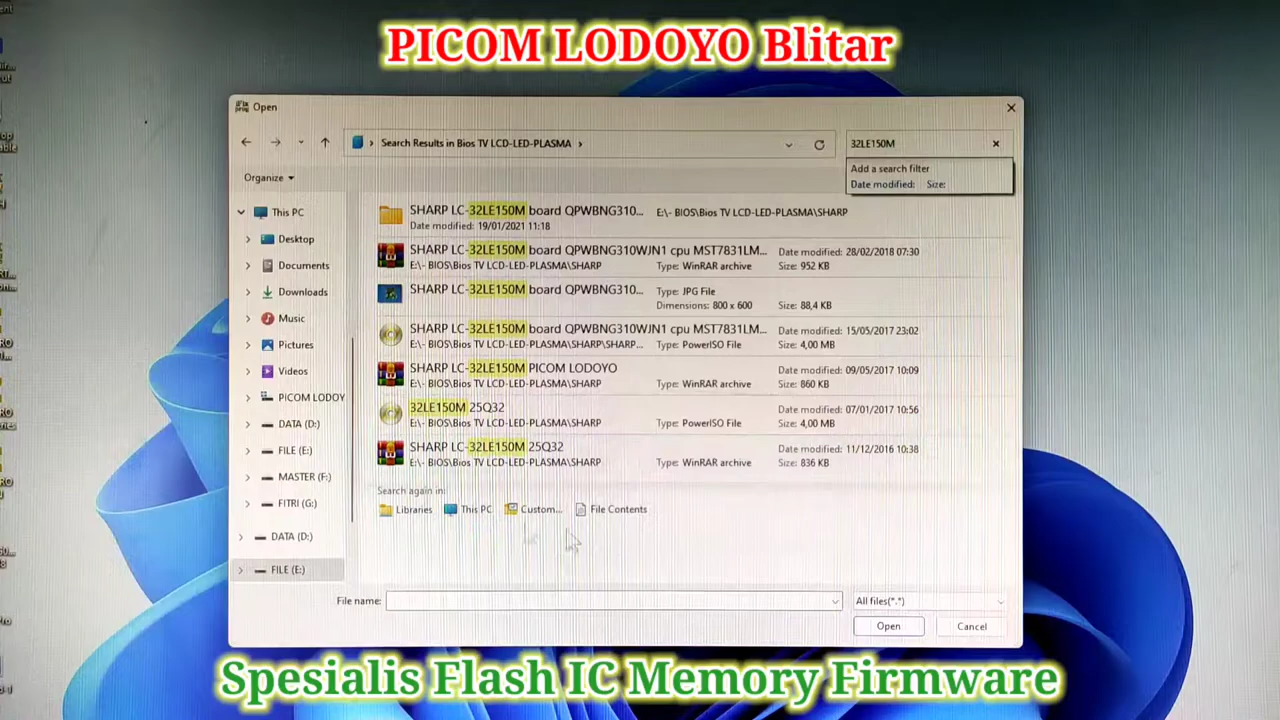 PICOM LODOYO Blitar
Open
Search Results in Bios TV LCD-LED-PLASMA
32LE150M
Add a search filter
Date modified: Size:
Organize
This PC
Desktop
Documents
Downloads
Music
Pictures
Videos
PICOM LODOY
DATA (D:)
FILE (E:)
MASTER (F:)
FITRI (G:)
DATA (D:)
FILE (E:)
SHARP LC-32LE150M board QPWBNG310... E:\- BIOS\Bios TV LCD-LED-PLASMA\SHARP
Date modified: 19/01/2021 11:18
SHARP LC-32LE150M board QPWBNG310WJN1 cpu MST7831LM... Date modified: 28/02/2018 07:30
E:\- BIOS\Bios TV LCD-LED-PLASMA\SHARP Type: WinRAR archive Size: 952 KB
SHARP LC-32LE150M board QPWBNG310... Type: JPG File
Dimensions: 800 x 600 Size: 88,4 KB
SHARP LC-32LE150M board QPWBNG310WJN1 cpu MST7831LM... Date modified: 15/05/2017 23:02
E:\- BIOS\Bios TV LCD-LED-PLASMA\SHARP\SHARP... Type: PowerISO File Size: 4,00 MB
SHARP LC-32LE150M PICOM LODOYO Date modified: 09/05/2017 10:09
E:\- BIOS\Bios TV LCD-LED-PLASMA\SHARP Type: WinRAR archive Size: 860 KB
32LE150M 25Q32 Date modified: 07/01/2017 10:56
E:\- BIOS\Bios TV LCD-LED-PLASMA\SHARP Type: PowerISO File Size: 4,00 MB
SHARP LC-32LE150M 25Q32 Date modified: 11/12/2016 10:38
E:\- BIOS\Bios TV LCD-LED-PLASMA\SHARP Type: WinRAR archive Size: 836 KB
Search again in:
Libraries This PC Custom... File Contents
File name: All files(*.*)
Open Cancel
Spesialis Flash IC Memory Firmware